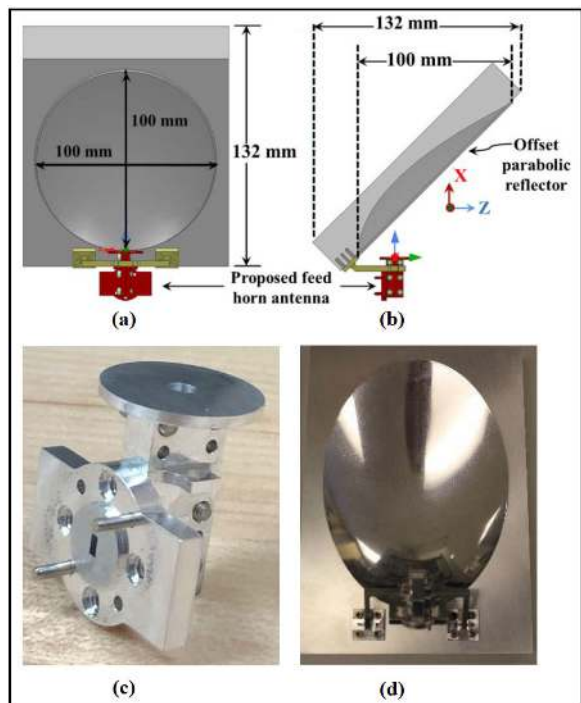 132 mm
100 mm
100 mm
100 mm
132 mm
Offset
parabolic
reflector
X
Z
Proposed feed
horn antenna
(a)
(b)
(c)
(d)